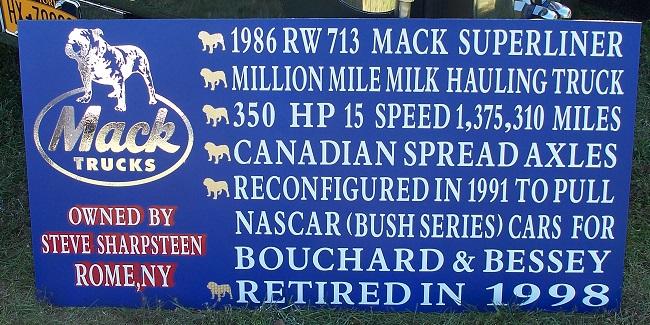 Mack
TRUCKS
OWNED BY
STEVE SHARPSTEEN
ROME,NY
1986 RW 713 MACK SUPERLINER
MILLION MILE MILK HAULING TRUCK
350 HP 15 SPEED 1,375,310 MILES
CANADIAN SPREAD AXLES
RECONFIGURED IN 1991 TO PULL
NASCAR (BUSH SERIES) CARS FOR
BOUCHARD & BESSEY
RETIRED IN 1998